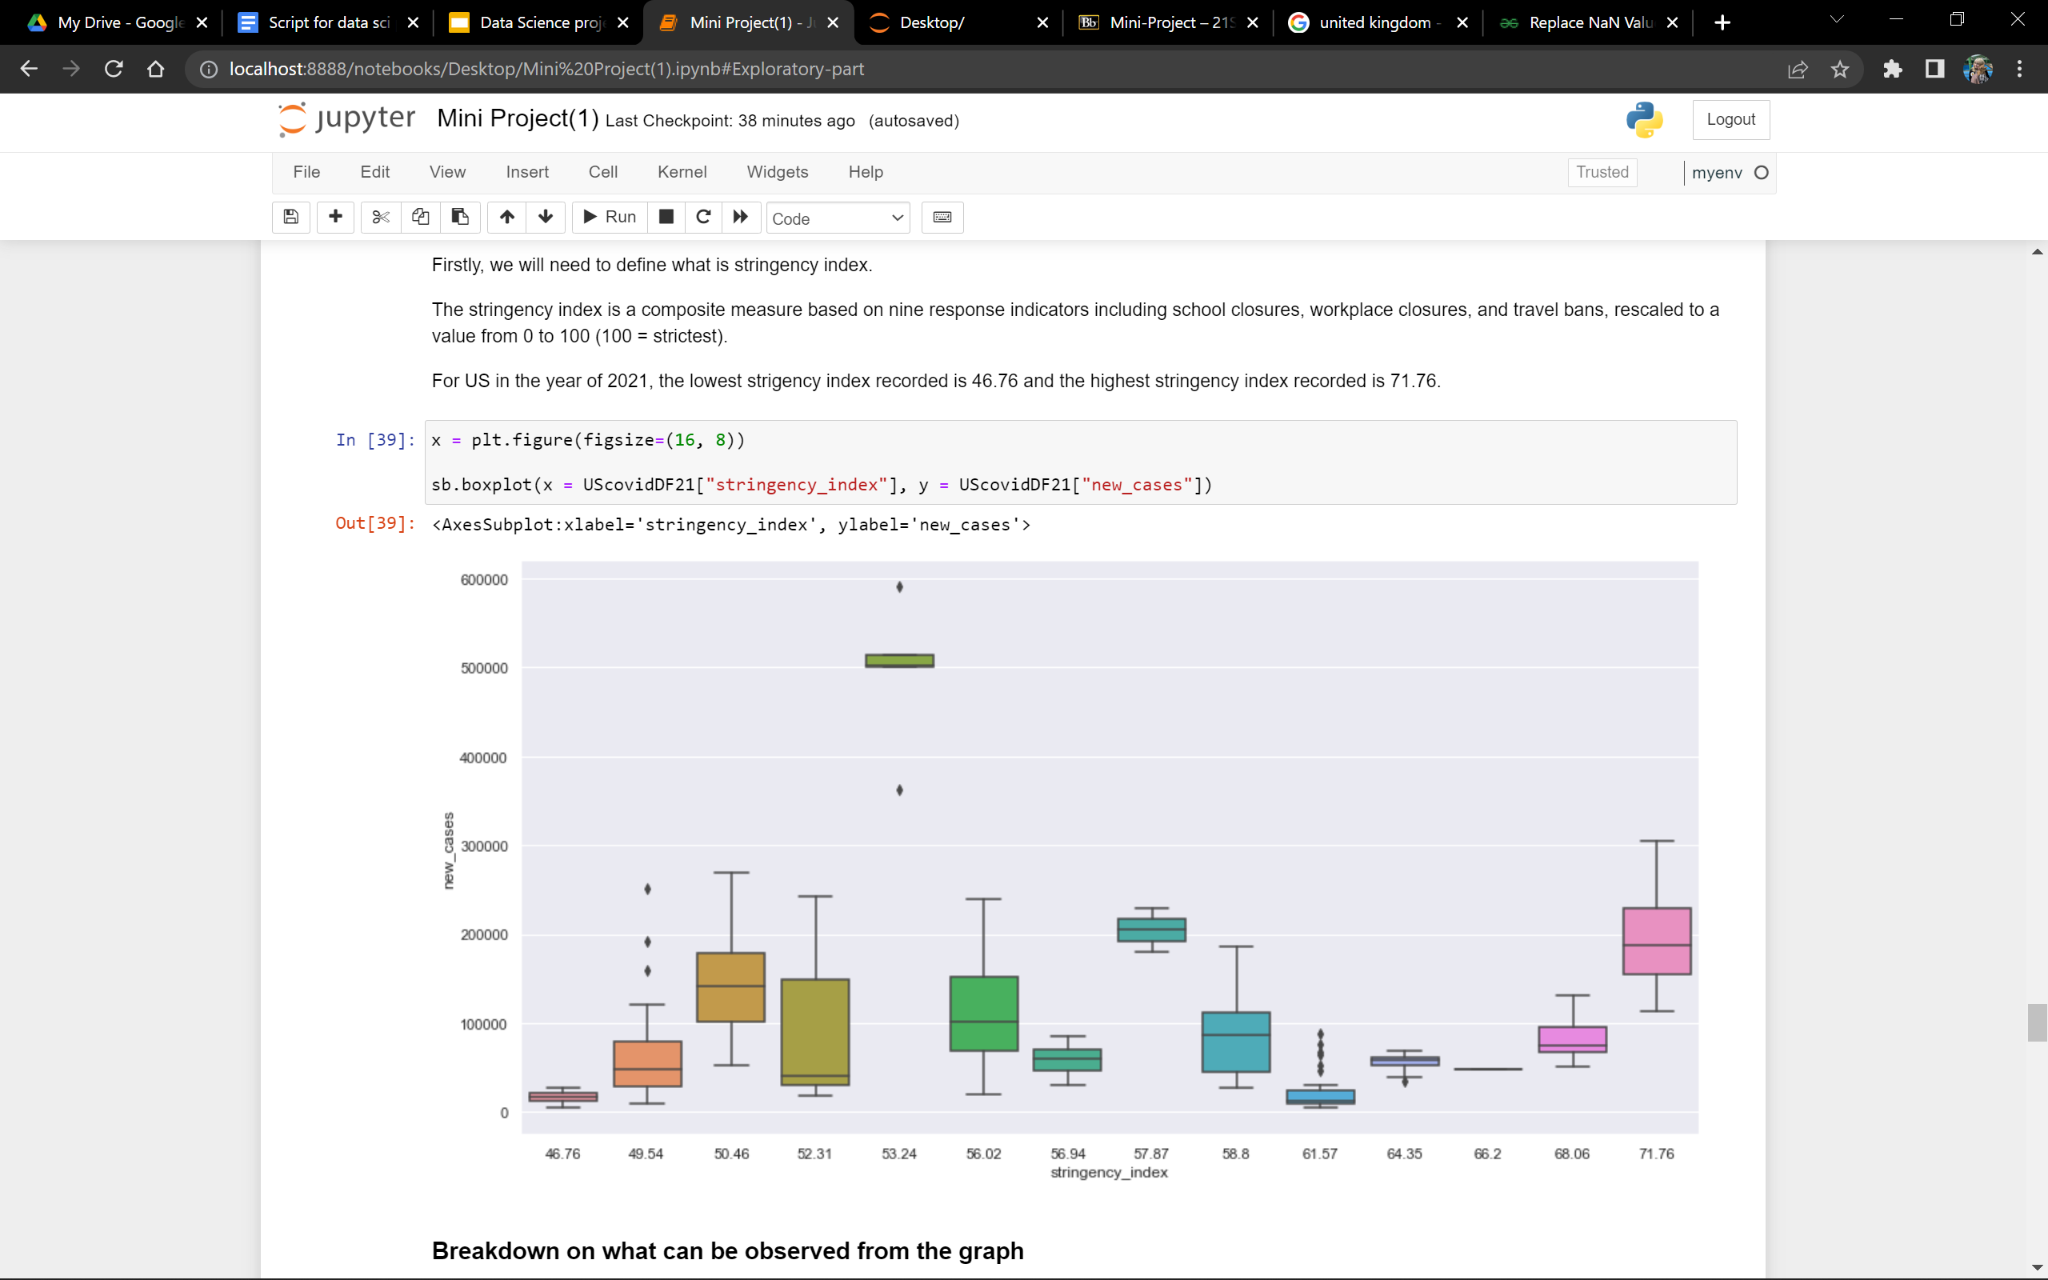 My Drive - Google
Script for data sci
Data Science proj
Mini Project(1) - J
Desktop/
Bb
Mini-Project – 21S
united kingdom -
Replace NaN Valu
localhost:8888/notebooks/Desktop/Mini%20Project(1).ipynb#Exploratory-part
jupyter Mini Project(1) Last Checkpoint: 38 minutes ago (autosaved)
Logout
File Edit View Insert Cell Kernel Widgets Help
Trusted
myenv
Run
Code
Firstly, we will need to define what is stringency index.
The stringency index is a composite measure based on nine response indicators including school closures, workplace closures, and travel bans, rescaled to a
value from 0 to 100 (100 = strictest).
For US in the year of 2021, the lowest strigency index recorded is 46.76 and the highest stringency index recorded is 71.76.
In [39]: x = plt.figure(figsize=(16, 8))
sb.boxplot(x = UScovidDF21["stringency_index"], y = UScovidDF21["new_cases"])
Out[39]: <AxesSubplot:xlabel='stringency_index', ylabel='new_cases'>
600000
500000
400000
300000
200000
100000
0
new_cases
46.76 49.54 50.46 52.31 53.24 56.02 56.94 57.87 58.8 61.57 64.35 66.2 68.06 71.76
stringency_index
Breakdown on what can be observed from the graph